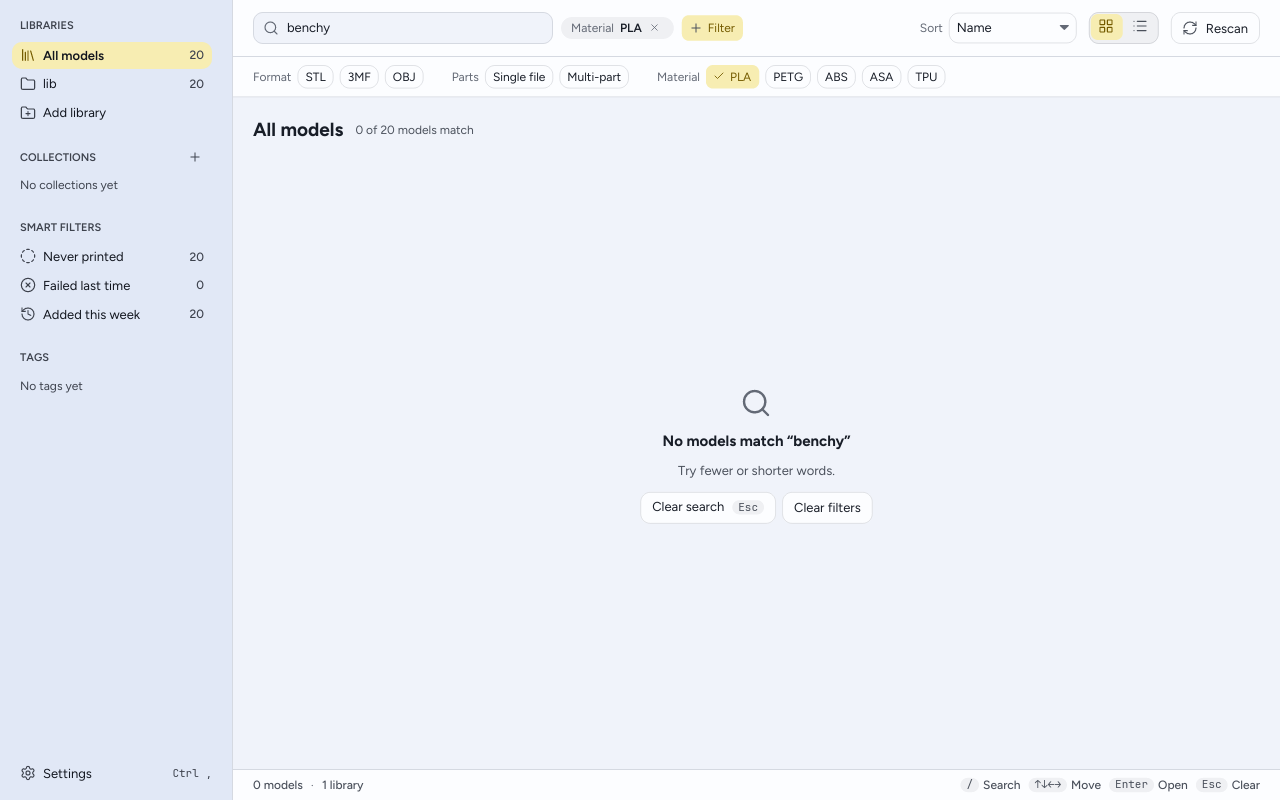 LIBRARIES
All models 20
lib 20
Add library
COLLECTIONS
No collections yet
SMART FILTERS
Never printed 20
Failed last time 0
Added this week 20
TAGS
No tags yet
Settings Ctrl ,
benchy Material PLA Filter Sort Name Rescan
Format STL 3MF OBJ Parts Single file Multi-part Material PLA PETG ABS ASA TPU
All models 0 of 20 models match
No models match “benchy”
Try fewer or shorter words.
Clear search Esc Clear filters
0 models · 1 library / Search ↑↓←→ Move Enter Open Esc Clear